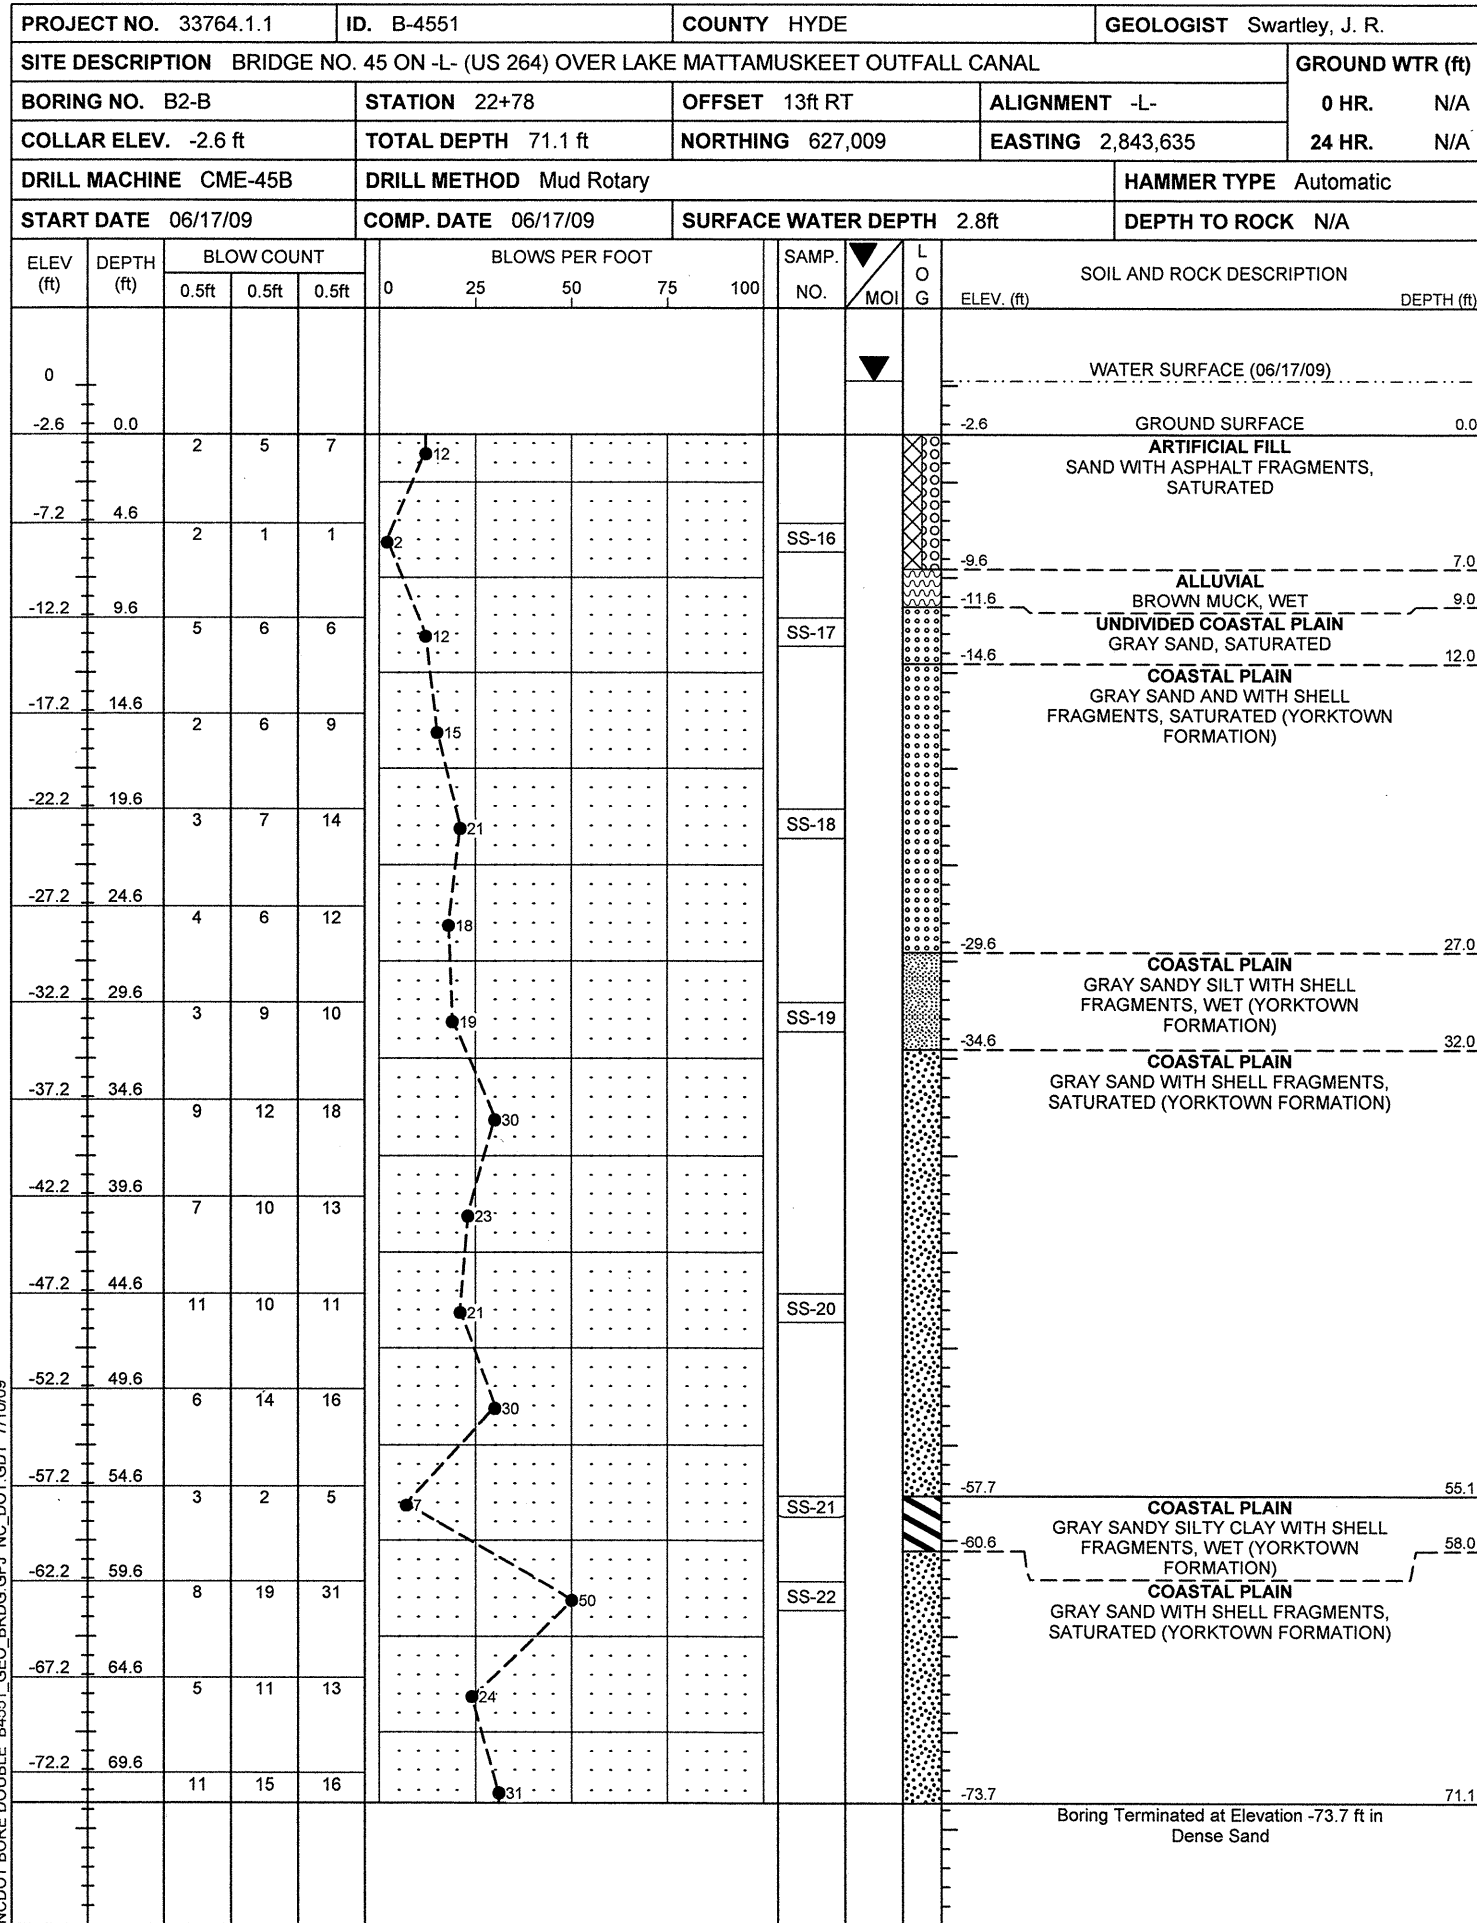 PROJECT NO. 33764.1.1 ID. B-4551 COUNTY HYDE GEOLOGIST Swartley, J. R.
SITE DESCRIPTION BRIDGE NO. 45 ON -L- (US 264) OVER LAKE MATTAMUSKEET OUTFALL CANAL GROUND WTR (ft)
BORING NO. B2-B STATION 22+78 OFFSET 13ft RT ALIGNMENT -L- 0 HR. N/A
COLLAR ELEV. -2.6 ft TOTAL DEPTH 71.1 ft NORTHING 627,009 EASTING 2,843,635 24 HR. N/A
DRILL MACHINE CME-45B DRILL METHOD Mud Rotary HAMMER TYPE Automatic
START DATE 06/17/09 COMP. DATE 06/17/09 SURFACE WATER DEPTH 2.8ft DEPTH TO ROCK N/A
ELEV (ft) DEPTH (ft) BLOW COUNT BLOWS PER FOOT SAMP. NO. MOI LOG SOIL AND ROCK DESCRIPTION
0.5ft 0.5ft 0.5ft 0 25 50 75 100 ELEV. (ft) DEPTH (ft)
0 WATER SURFACE (06/17/09)
-2.6 0.0 -2.6 GROUND SURFACE 0.0
2 5 7 12 ARTIFICIAL FILL
SAND WITH ASPHALT FRAGMENTS,
SATURATED
-7.2 4.6
2 1 1 2 SS-16
-9.6 7.0
ALLUVIAL
-12.2 9.6 -11.6 BROWN MUCK, WET 9.0
5 6 6 12 SS-17 UNDIVIDED COASTAL PLAIN
GRAY SAND, SATURATED
-14.6 12.0
COASTAL PLAIN
-17.2 14.6 GRAY SAND AND WITH SHELL
2 6 9 15 FRAGMENTS, SATURATED (YORKTOWN
FORMATION)
-22.2 19.6
3 7 14 21 SS-18
-27.2 24.6
4 6 12 18
-29.6 27.0
COASTAL PLAIN
-32.2 29.6 GRAY SANDY SILT WITH SHELL
3 9 10 19 SS-19 FRAGMENTS, WET (YORKTOWN
FORMATION)
-34.6 32.0
COASTAL PLAIN
-37.2 34.6 GRAY SAND WITH SHELL FRAGMENTS,
9 12 18 30 SATURATED (YORKTOWN FORMATION)
-42.2 39.6
7 10 13 23
-47.2 44.6
11 10 11 21 SS-20
-52.2 49.6
6 14 16 30
-57.2 54.6 -57.7 55.1
3 2 5 7 SS-21 COASTAL PLAIN
GRAY SANDY SILTY CLAY WITH SHELL
-60.6 FRAGMENTS, WET (YORKTOWN 58.0
-62.2 59.6 FORMATION)
8 19 31 50 SS-22 COASTAL PLAIN
GRAY SAND WITH SHELL FRAGMENTS,
SATURATED (YORKTOWN FORMATION)
-67.2 64.6
5 11 13 24
-72.2 69.6
11 15 16 31 -73.7 71.1
Boring Terminated at Elevation -73.7 ft in
Dense Sand